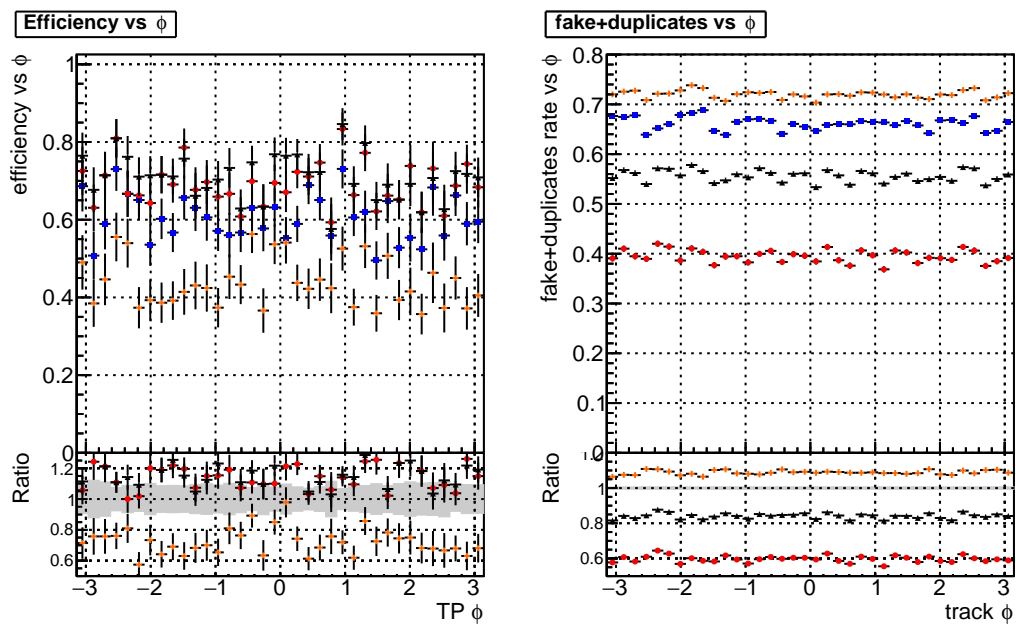 Efficiency vs ϕ
efficiency vs ϕ
1
0.8
0.6
0.4
0.2
0
Ratio
1.2
1
0.8
0.6
−3 −2 −1 0 1 2 3
TP ϕ
fake+duplicates vs ϕ
fake+duplicates rate vs ϕ
0.8
0.7
0.6
0.5
0.4
0.3
0.2
0.1
0
Ratio
1
0.8
0.6
−3 −2 −1 0 1 2 3
track ϕ